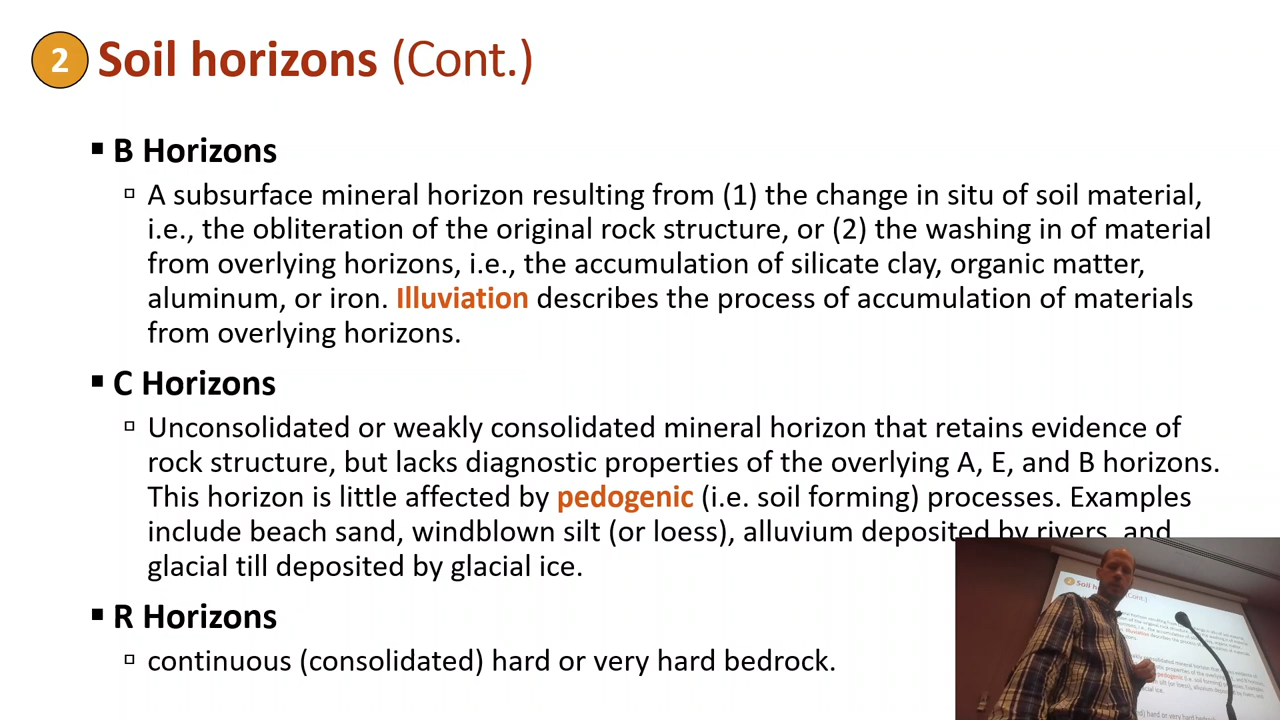 2 Soil horizons (Cont.)
▪ B Horizons
▫ A subsurface mineral horizon resulting from (1) the change in situ of soil material,
i.e., the obliteration of the original rock structure, or (2) the washing in of material
from overlying horizons, i.e., the accumulation of silicate clay, organic matter,
aluminum, or iron. Illuviation describes the process of accumulation of materials
from overlying horizons.
▪ C Horizons
▫ Unconsolidated or weakly consolidated mineral horizon that retains evidence of
rock structure, but lacks diagnostic properties of the overlying A, E, and B horizons.
This horizon is little affected by pedogenic (i.e. soil forming) processes. Examples
include beach sand, windblown silt (or loess), alluvium deposited by rivers, and
glacial till deposited by glacial ice.
▪ R Horizons
▫ continuous (consolidated) hard or very hard bedrock.